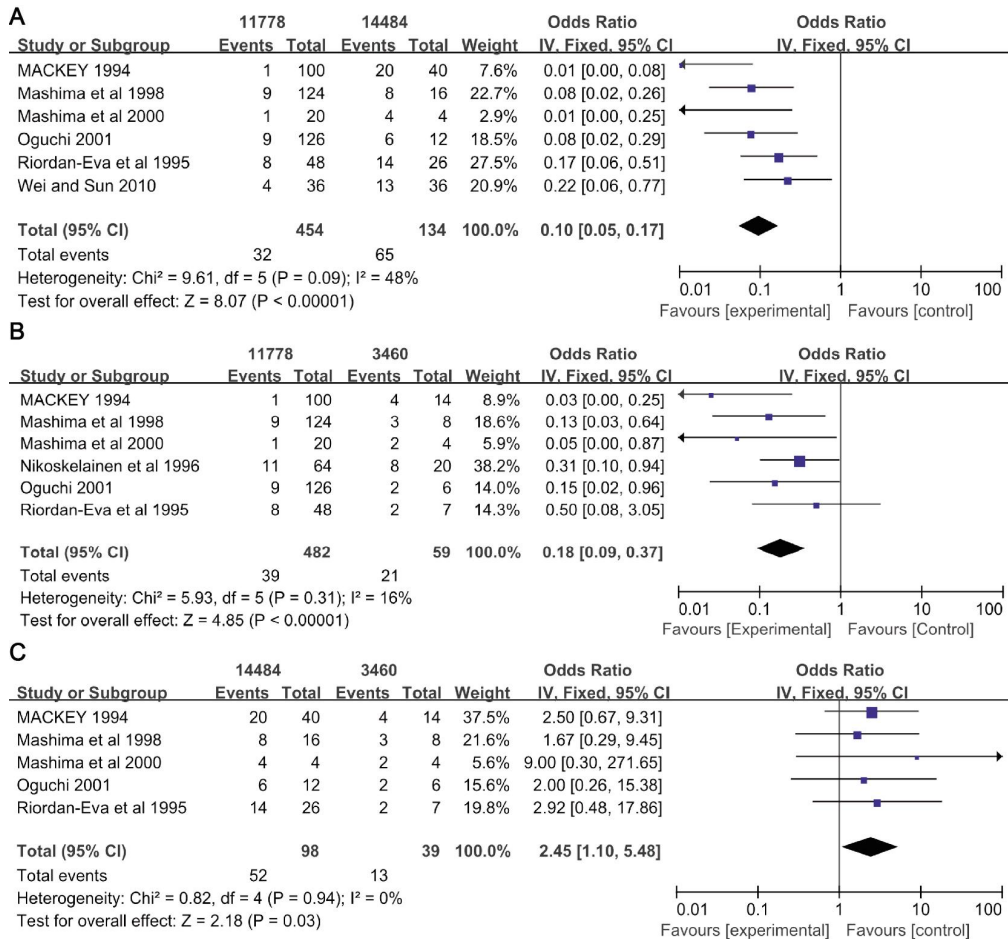 A
11778 14484 Odds Ratio Odds Ratio
Study or Subgroup Events Total Events Total Weight IV, Fixed, 95% CI IV, Fixed, 95% CI
MACKEY 1994 1 100 20 40 7.6% 0.01 [0.00, 0.08]
Mashima et al 1998 9 124 8 16 22.7% 0.08 [0.02, 0.26]
Mashima et al 2000 1 20 4 4 2.9% 0.01 [0.00, 0.25]
Oguchi 2001 9 126 6 12 18.5% 0.08 [0.02, 0.29]
Riordan-Eva et al 1995 8 48 14 26 27.5% 0.17 [0.06, 0.51]
Wei and Sun 2010 4 36 13 36 20.9% 0.22 [0.06, 0.77]
Total (95% CI) 454 134 100.0% 0.10 [0.05, 0.17]
Total events 32 65
Heterogeneity: Chi² = 9.61, df = 5 (P = 0.09); I² = 48%
Test for overall effect: Z = 8.07 (P < 0.00001)
0.01 0.1 1 10 100
Favours [experimental] Favours [control]
B
11778 3460 Odds Ratio Odds Ratio
Study or Subgroup Events Total Events Total Weight IV, Fixed, 95% CI IV, Fixed, 95% CI
MACKEY 1994 1 100 4 14 8.9% 0.03 [0.00, 0.25]
Mashima et al 1998 9 124 3 8 18.6% 0.13 [0.03, 0.64]
Mashima et al 2000 1 20 2 4 5.9% 0.05 [0.00, 0.87]
Nikoskelainen et al 1996 11 64 8 20 38.2% 0.31 [0.10, 0.94]
Oguchi 2001 9 126 2 6 14.0% 0.15 [0.02, 0.96]
Riordan-Eva et al 1995 8 48 2 7 14.3% 0.50 [0.08, 3.05]
Total (95% CI) 482 59 100.0% 0.18 [0.09, 0.37]
Total events 39 21
Heterogeneity: Chi² = 5.93, df = 5 (P = 0.31); I² = 16%
Test for overall effect: Z = 4.85 (P < 0.00001)
0.01 0.1 1 10 100
Favours [Experimental] Favours [Control]
C
14484 3460 Odds Ratio Odds Ratio
Study or Subgroup Events Total Events Total Weight IV, Fixed, 95% CI IV, Fixed, 95% CI
MACKEY 1994 20 40 4 14 37.5% 2.50 [0.67, 9.31]
Mashima et al 1998 8 16 3 8 21.6% 1.67 [0.29, 9.45]
Mashima et al 2000 4 4 2 4 5.6% 9.00 [0.30, 271.65]
Oguchi 2001 6 12 2 6 15.6% 2.00 [0.26, 15.38]
Riordan-Eva et al 1995 14 26 2 7 19.8% 2.92 [0.48, 17.86]
Total (95% CI) 98 39 100.0% 2.45 [1.10, 5.48]
Total events 52 13
Heterogeneity: Chi² = 0.82, df = 4 (P = 0.94); I² = 0%
Test for overall effect: Z = 2.18 (P = 0.03)
0.01 0.1 1 10 100
Favours [experimental] Favours [control]